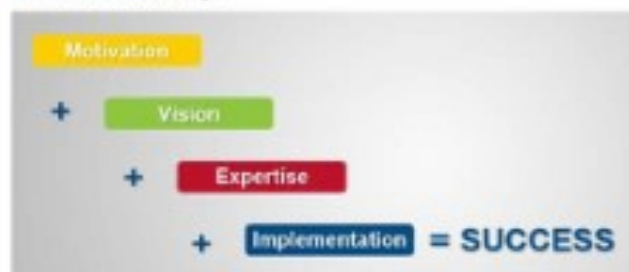 Motivation
+ Vision
+ Expertise
+ Implementation = SUCCESS